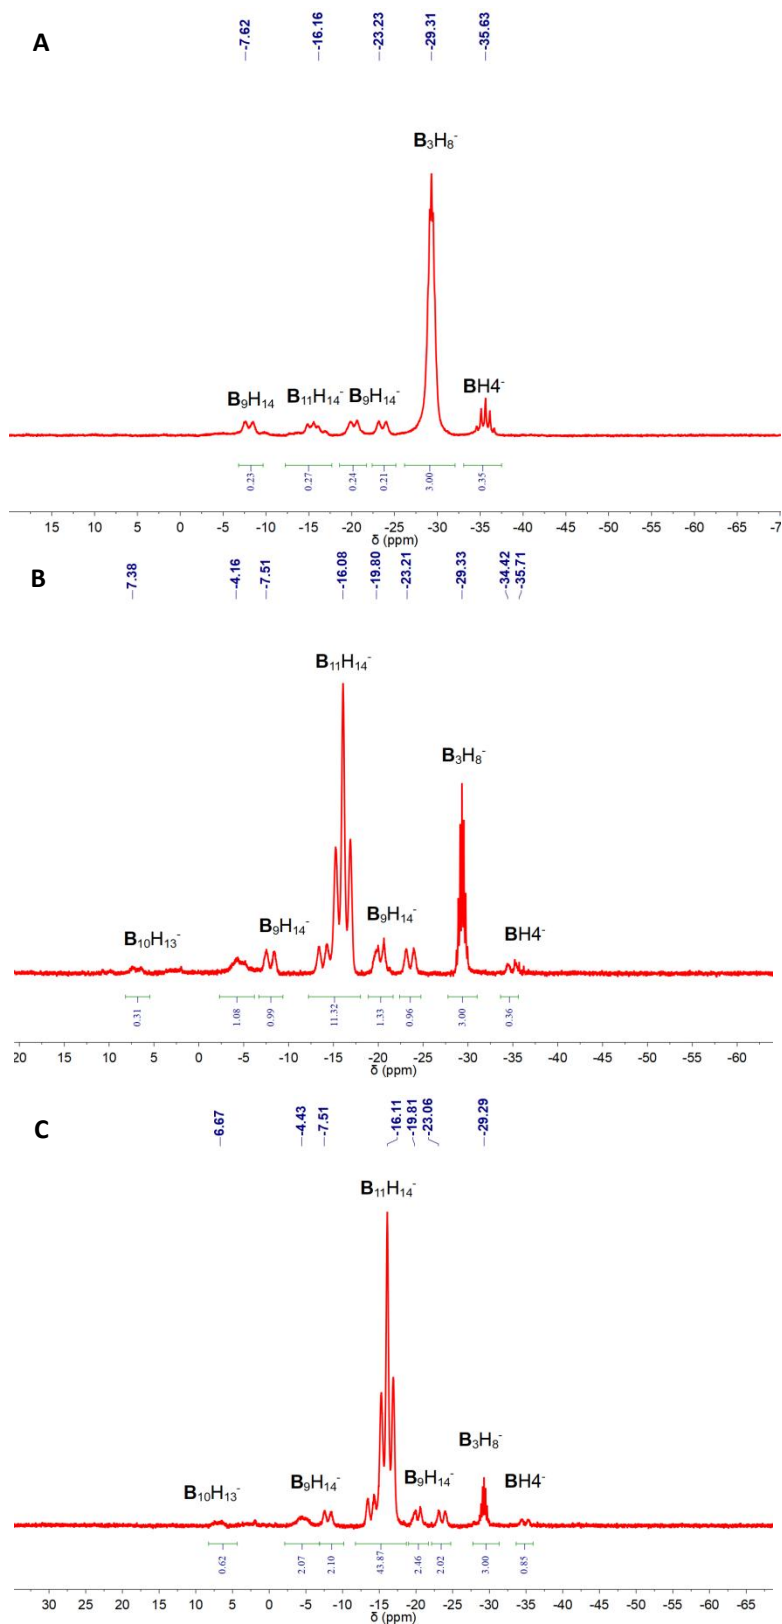 A
-7.62
-16.16
-23.23
-29.31
-35.63
B₃H₈⁻
B₉H₁₄
B₁₁H₁₄⁻
B₉H₁₄⁻
BH4⁻
0.23
0.27
0.24
0.21
3.00
0.35
15 10 5 0 -5 -10 -15 -20 -25 -30 -35 -40 -45 -50 -55 -60 -65 -7
δ (ppm)
B
7.38
-4.16
-7.51
-16.08
-19.80
-23.21
-29.33
-34.42
-35.71
B₁₁H₁₄⁻
B₃H₈⁻
B₁₀H₁₃⁻
B₉H₁₄⁻
B₉H₁₄⁻
BH4⁻
0.31
1.08
0.99
11.32
1.33
0.96
3.00
0.36
20 15 10 5 0 -5 -10 -15 -20 -25 -30 -35 -40 -45 -50 -55 -60
δ (ppm)
C
6.67
-4.43
-7.51
-16.11
-19.81
-23.06
-29.29
B₁₁H₁₄⁻
B₃H₈⁻
B₁₀H₁₃⁻
B₉H₁₄⁻
B₉H₁₄⁻
BH4⁻
0.62
2.07
2.10
43.87
2.46
2.02
3.00
0.85
30 25 20 15 10 5 0 -5 -10 -15 -20 -25 -30 -35 -40 -45 -50 -55 -60 -65
δ (ppm)